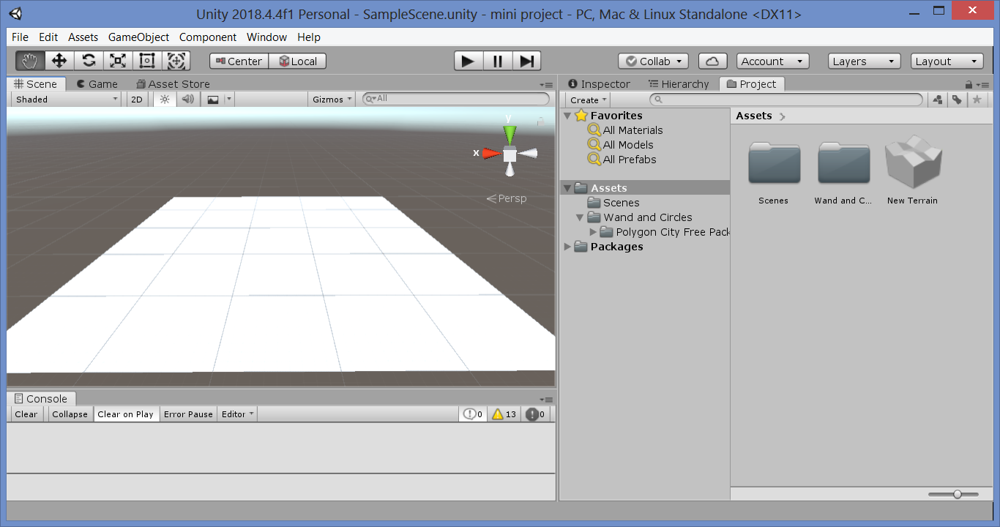 Unity 2018.4.4f1 Personal - SampleScene.unity - mini project - PC, Mac & Linux Standalone <DX11>
File Edit Assets GameObject Component Window Help
Center Local Collab Account Layers Layout
Scene Game Asset Store
Shaded 2D Gizmos All
y
x
Persp
Console
Clear Collapse Clear on Play Error Pause Editor 0 13 0
Inspector Hierarchy Project
Create
Favorites
All Materials
All Models
All Prefabs
Assets
Scenes
Wand and Circles
Polygon City Free Pack
Packages
Assets
Scenes Wand and C... New Terrain